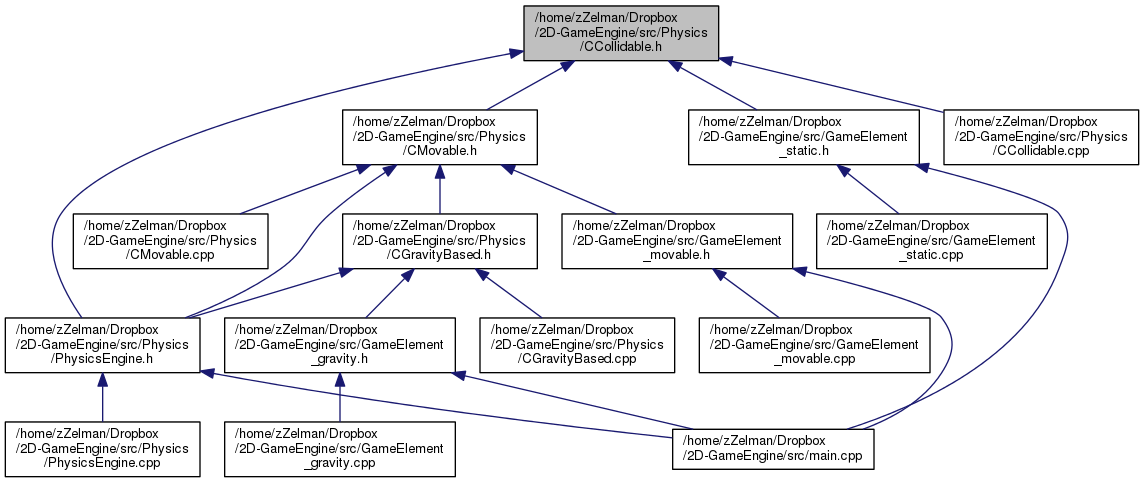 /home/zZelman/Dropbox
/2D-GameEngine/src/Physics
/CCollidable.h
/home/zZelman/Dropbox
/2D-GameEngine/src/Physics
/CMovable.h
/home/zZelman/Dropbox
/2D-GameEngine/src/GameElement
_static.h
/home/zZelman/Dropbox
/2D-GameEngine/src/Physics
/CCollidable.cpp
/home/zZelman/Dropbox
/2D-GameEngine/src/Physics
/CMovable.cpp
/home/zZelman/Dropbox
/2D-GameEngine/src/Physics
/CGravityBased.h
/home/zZelman/Dropbox
/2D-GameEngine/src/GameElement
_movable.h
/home/zZelman/Dropbox
/2D-GameEngine/src/GameElement
_static.cpp
/home/zZelman/Dropbox
/2D-GameEngine/src/Physics
/PhysicsEngine.h
/home/zZelman/Dropbox
/2D-GameEngine/src/GameElement
_gravity.h
/home/zZelman/Dropbox
/2D-GameEngine/src/Physics
/CGravityBased.cpp
/home/zZelman/Dropbox
/2D-GameEngine/src/GameElement
_movable.cpp
/home/zZelman/Dropbox
/2D-GameEngine/src/Physics
/PhysicsEngine.cpp
/home/zZelman/Dropbox
/2D-GameEngine/src/GameElement
_gravity.cpp
/home/zZelman/Dropbox
/2D-GameEngine/src/main.cpp